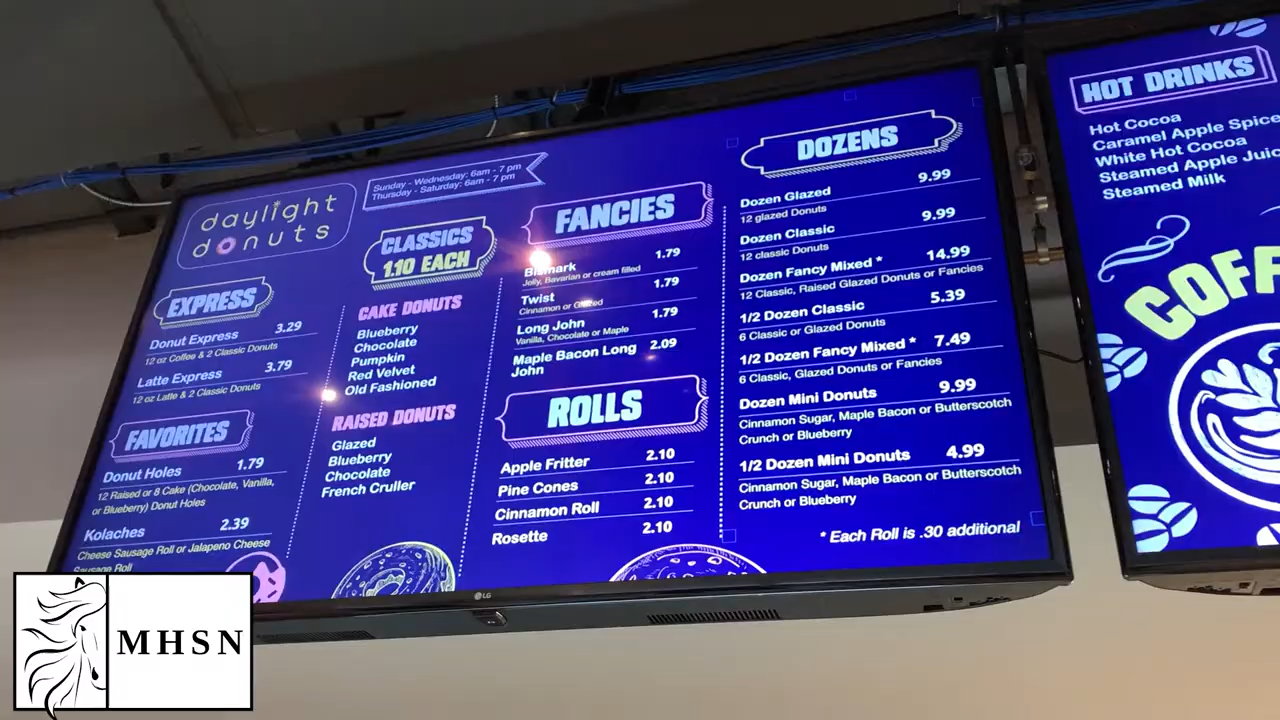 daylight
donuts
Sunday - Wednesday: 6am - 7 pm
Thursday - Saturday: 6am - 7 pm
EXPRESS
Donut Express 3.29
12 oz Coffee & 2 Classic Donuts
Latte Express 3.79
12 oz Latte & 2 Classic Donuts
FAVORITES
Donut Holes 1.79
12 Raised or 8 Cake (Chocolate, Vanilla,
or Blueberry) Donut Holes
Kolaches 2.39
Cheese Sausage Roll or Jalapeno Cheese
Sausage Roll
CLASSICS
1.10 EACH
CAKE DONUTS
Blueberry
Chocolate
Pumpkin
Red Velvet
Old Fashioned
RAISED DONUTS
Glazed
Blueberry
Chocolate
French Cruller
FANCIES
Bismark 1.79
Jelly, Bavarian or cream filled
Twist 1.79
Cinnamon or Glazed
Long John 1.79
Vanilla, Chocolate or Maple
Maple Bacon Long 2.09
John
ROLLS
Apple Fritter 2.10
Pine Cones 2.10
Cinnamon Roll 2.10
Rosette 2.10
DOZENS
Dozen Glazed 9.99
12 glazed Donuts
Dozen Classic 9.99
12 classic Donuts
Dozen Fancy Mixed * 14.99
12 Classic, Raised Glazed Donuts or Fancies
1/2 Dozen Classic 5.39
6 Classic or Glazed Donuts
1/2 Dozen Fancy Mixed * 7.49
6 Classic, Glazed Donuts or Fancies
Dozen Mini Donuts 9.99
Cinnamon Sugar, Maple Bacon or Butterscotch
Crunch or Blueberry
1/2 Dozen Mini Donuts 4.99
Cinnamon Sugar, Maple Bacon or Butterscotch
Crunch or Blueberry
* Each Roll is .30 additional
LG
HOT DRINKS
Hot Cocoa
Caramel Apple Spice
White Hot Cocoa
Steamed Apple Juic
Steamed Milk
COFF
MHSN